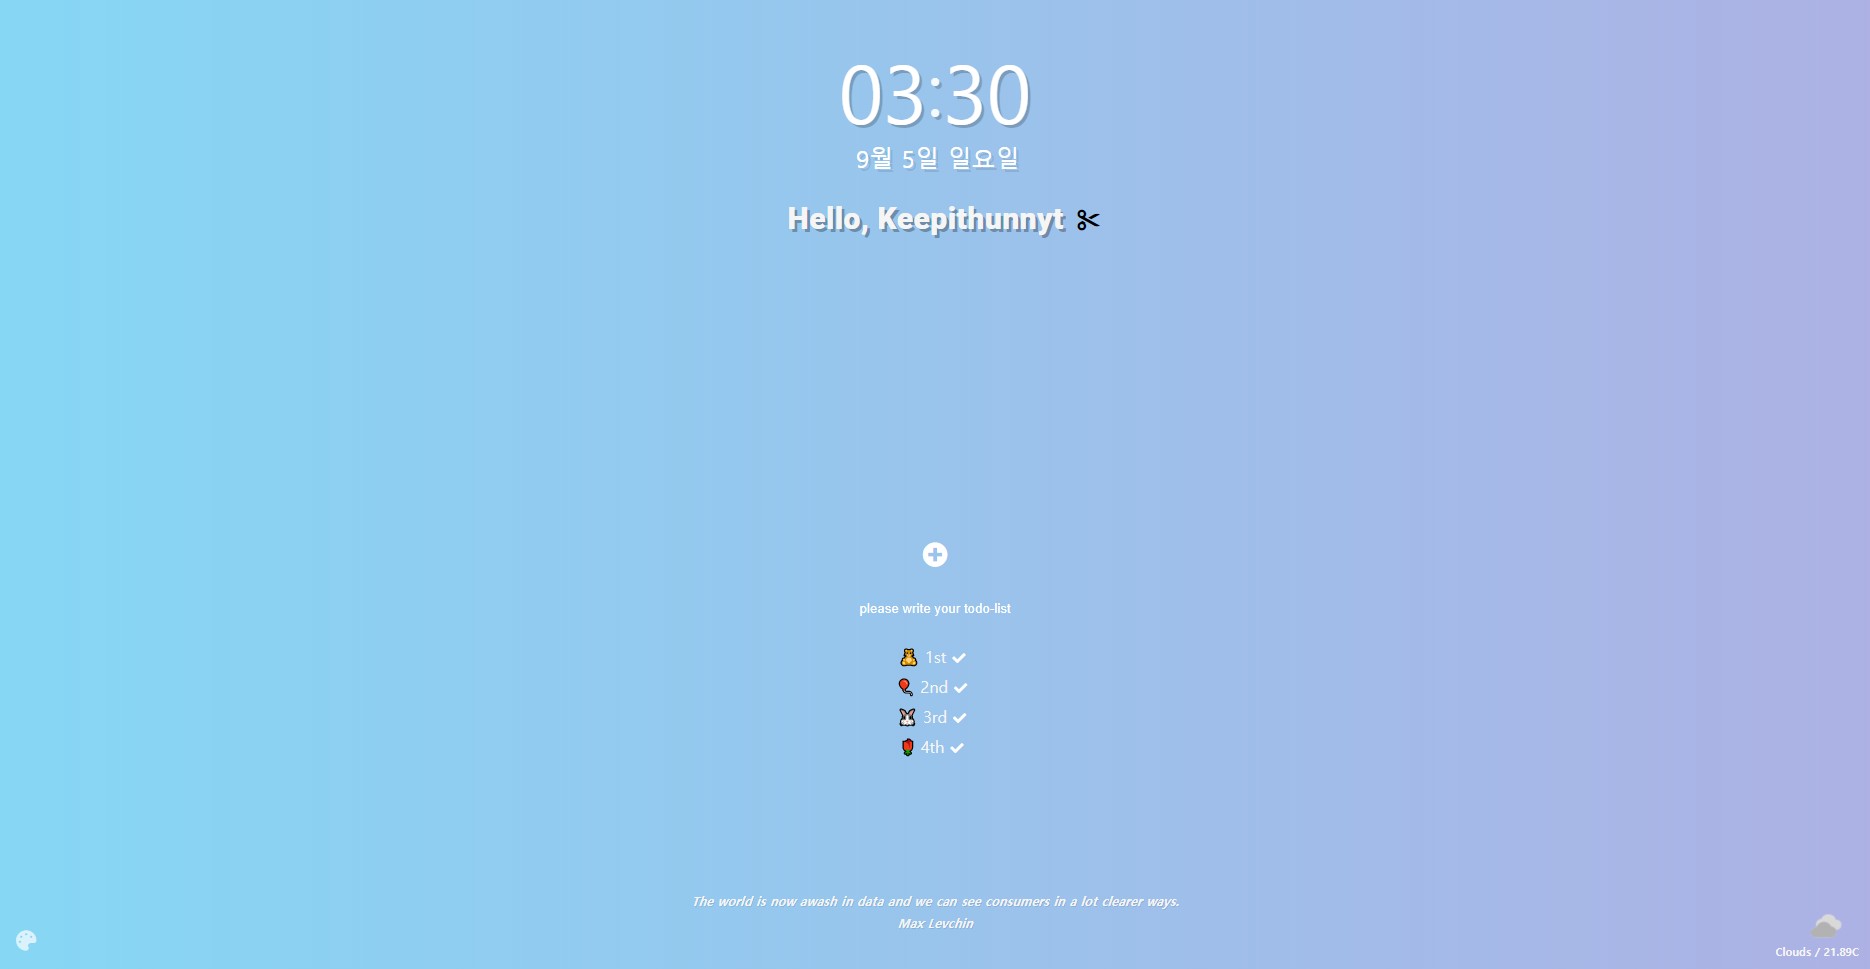 03:30
9월 5일 일요일
Hello, Keepithunnyt
please write your todo-list
1st
2nd
3rd
4th
The world is now awash in data and we can see consumers in a lot clearer ways.
Max Levchin
Clouds / 21.89C